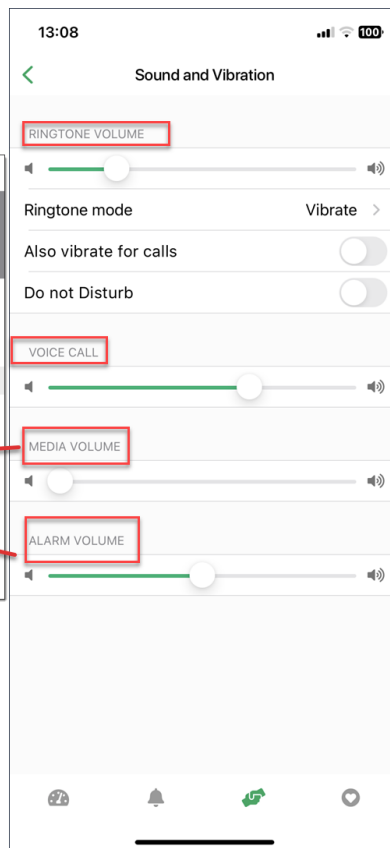 13:08
100
Sound and Vibration
RINGTONE VOLUME
Ringtone mode Vibrate
Also vibrate for calls
Do not Disturb
VOICE CALL
MEDIA VOLUME
ALARM VOLUME